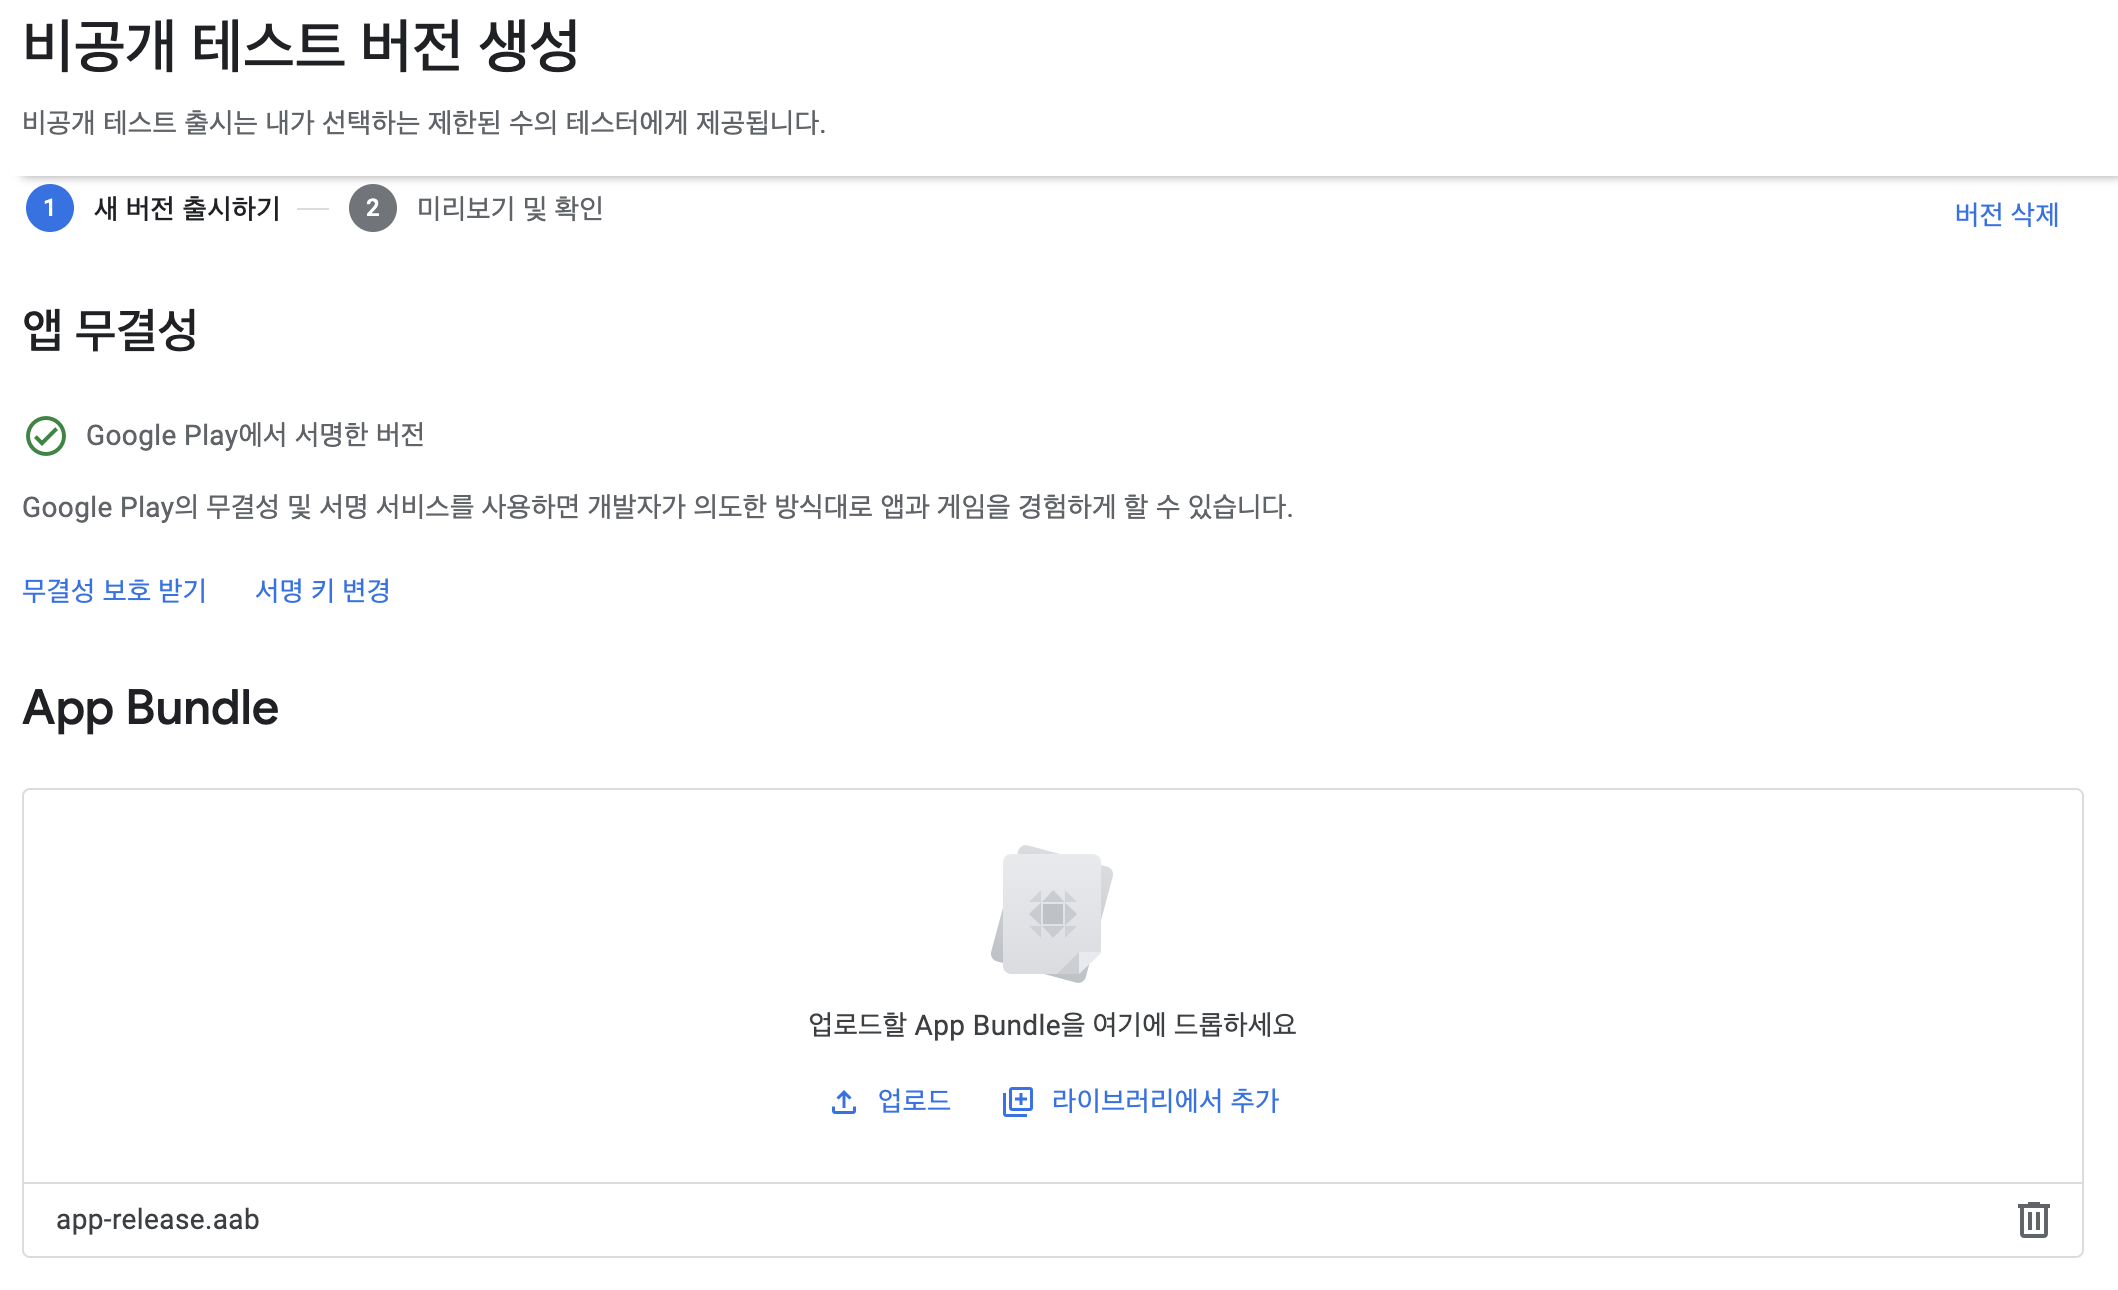 비공개 테스트 버전 생성
비공개 테스트 출시는 내가 선택하는 제한된 수의 테스터에게 제공됩니다.
1 새 버전 출시하기 2 미리보기 및 확인 버전 삭제
앱 무결성
Google Play에서 서명한 버전
Google Play의 무결성 및 서명 서비스를 사용하면 개발자가 의도한 방식대로 앱과 게임을 경험하게 할 수 있습니다.
무결성 보호 받기 서명 키 변경
App Bundle
업로드할 App Bundle을 여기에 드롭하세요
업로드 라이브러리에서 추가
app-release.aab